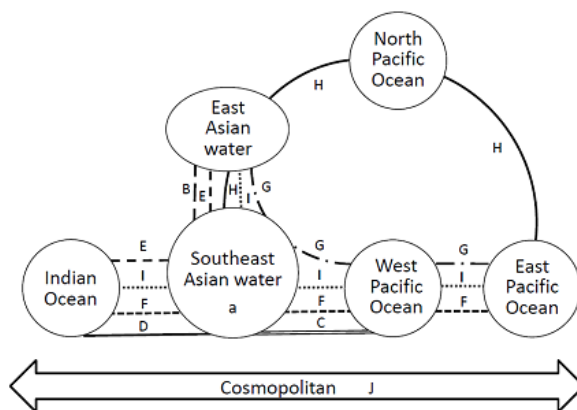 North
Pacific
Ocean
H
East
Asian
water
H
B
E
H
I
G
E
Southeast
Asian water
a
G
G
Indian
Ocean
I
I
West
Pacific
Ocean
I
East
Pacific
Ocean
F
F
F
D
C
Cosmopolitan J